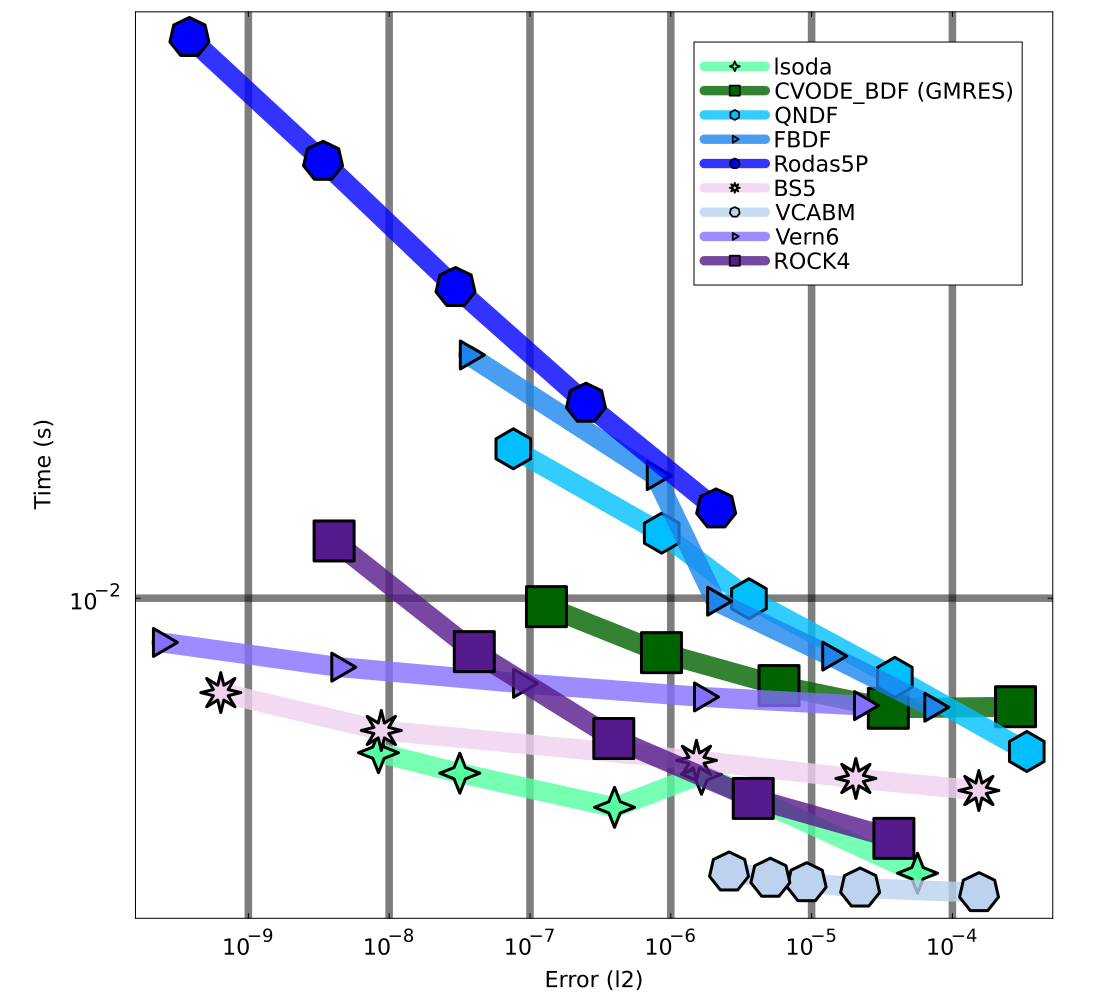 lsoda
CVODE_BDF (GMRES)
QNDF
FBDF
Rodas5P
BS5
VCABM
Vern6
ROCK4
Time (s)
10⁻²
10⁻⁹ 10⁻⁸ 10⁻⁷ 10⁻⁶ 10⁻⁵ 10⁻⁴
Error (l2)